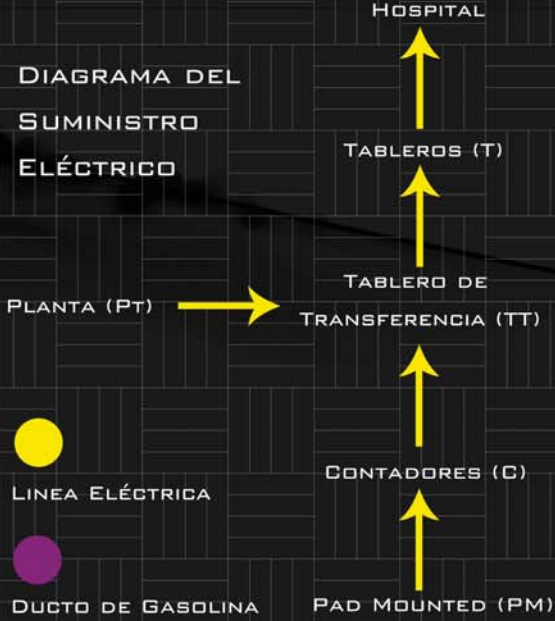 HOSPITAL
DIAGRAMA DEL
SUMINISTRO
ELÉCTRICO
TABLEROS (T)
TABLERO DE
TRANSFERENCIA (TT)
PLANTA (PT)
CONTADORES (C)
LINEA ELÉCTRICA
DUCTO DE GASOLINA
PAD MOUNTED (PM)